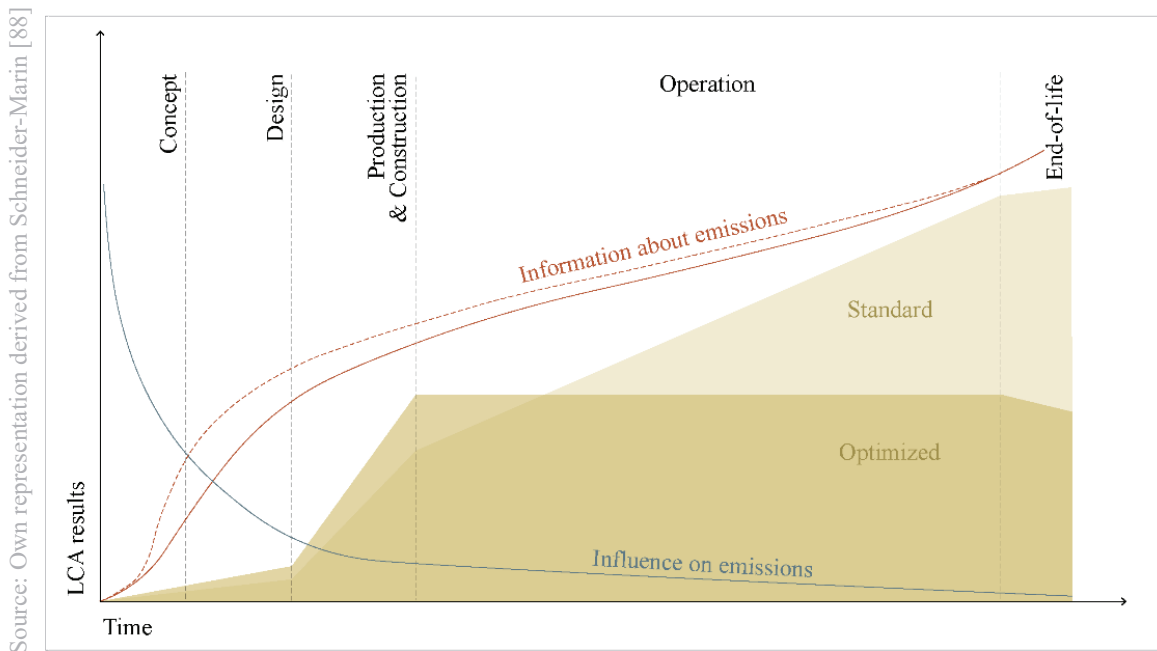 Source: Own representation derived from Schneider-Marin [88]
LCA results
Time
Concept
Design
Production
& Construction
Operation
End-of-life
Information about emissions
Standard
Optimized
Influence on emissions